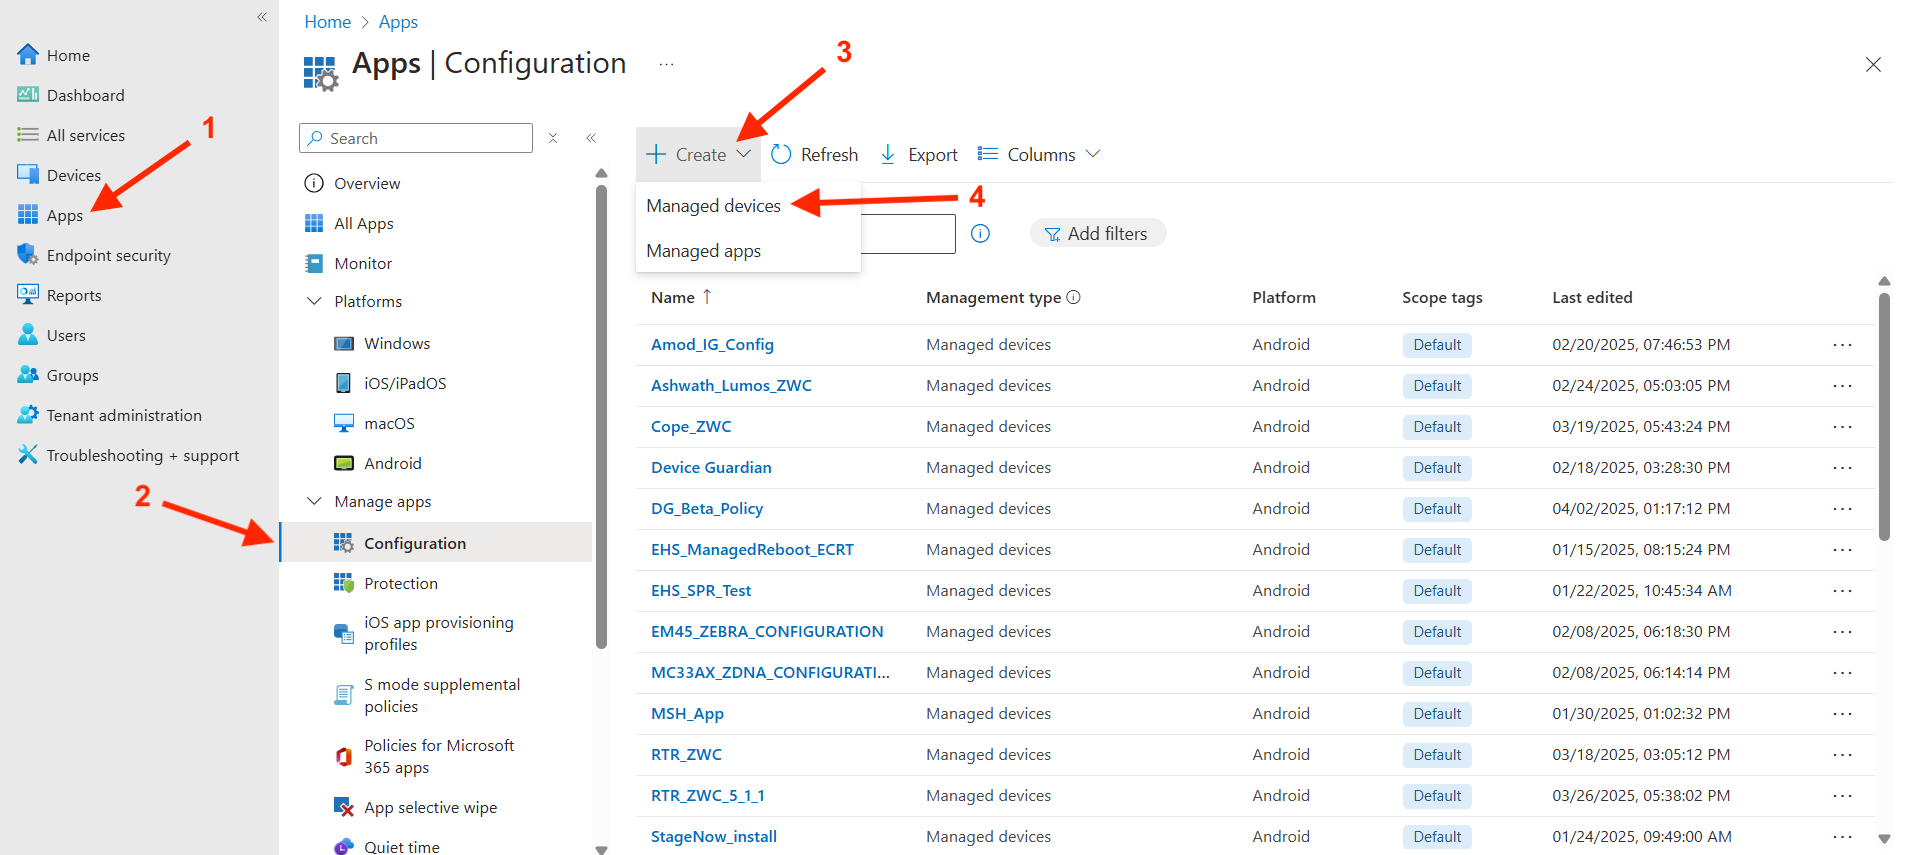 «
Home
Dashboard
All services
1
Devices
Apps
Endpoint security
Reports
Users
Groups
Tenant administration
Troubleshooting + support
2
Home > Apps
Apps | Configuration ...
3
Search
«
Overview
All Apps
Monitor
Platforms
Windows
iOS/iPadOS
macOS
Android
Manage apps
Configuration
Protection
iOS app provisioning
profiles
S mode supplemental
policies
Policies for Microsoft
365 apps
App selective wipe
Quiet time
+ Create Refresh Export Columns
Managed devices
4
Managed apps
Add filters
Name ↑ Management type Platform Scope tags Last edited
Amod_IG_Config Managed devices Android Default 02/20/2025, 07:46:53 PM ...
Ashwath_Lumos_ZWC Managed devices Android Default 02/24/2025, 05:03:05 PM ...
Cope_ZWC Managed devices Android Default 03/19/2025, 05:43:24 PM ...
Device Guardian Managed devices Android Default 02/18/2025, 03:28:30 PM ...
DG_Beta_Policy Managed devices Android Default 04/02/2025, 01:17:12 PM ...
EHS_ManagedReboot_ECRT Managed devices Android Default 01/15/2025, 08:15:24 PM ...
EHS_SPR_Test Managed devices Android Default 01/22/2025, 10:45:34 AM ...
EM45_ZEBRA_CONFIGURATION Managed devices Android Default 02/08/2025, 06:18:30 PM ...
MC33AX_ZDNA_CONFIGURATI... Managed devices Android Default 02/08/2025, 06:14:14 PM ...
MSH_App Managed devices Android Default 01/30/2025, 01:02:32 PM ...
RTR_ZWC Managed devices Android Default 03/18/2025, 03:05:12 PM ...
RTR_ZWC_5_1_1 Managed devices Android Default 03/26/2025, 05:38:02 PM ...
StageNow_install Managed devices Android Default 01/24/2025, 09:49:00 AM ...